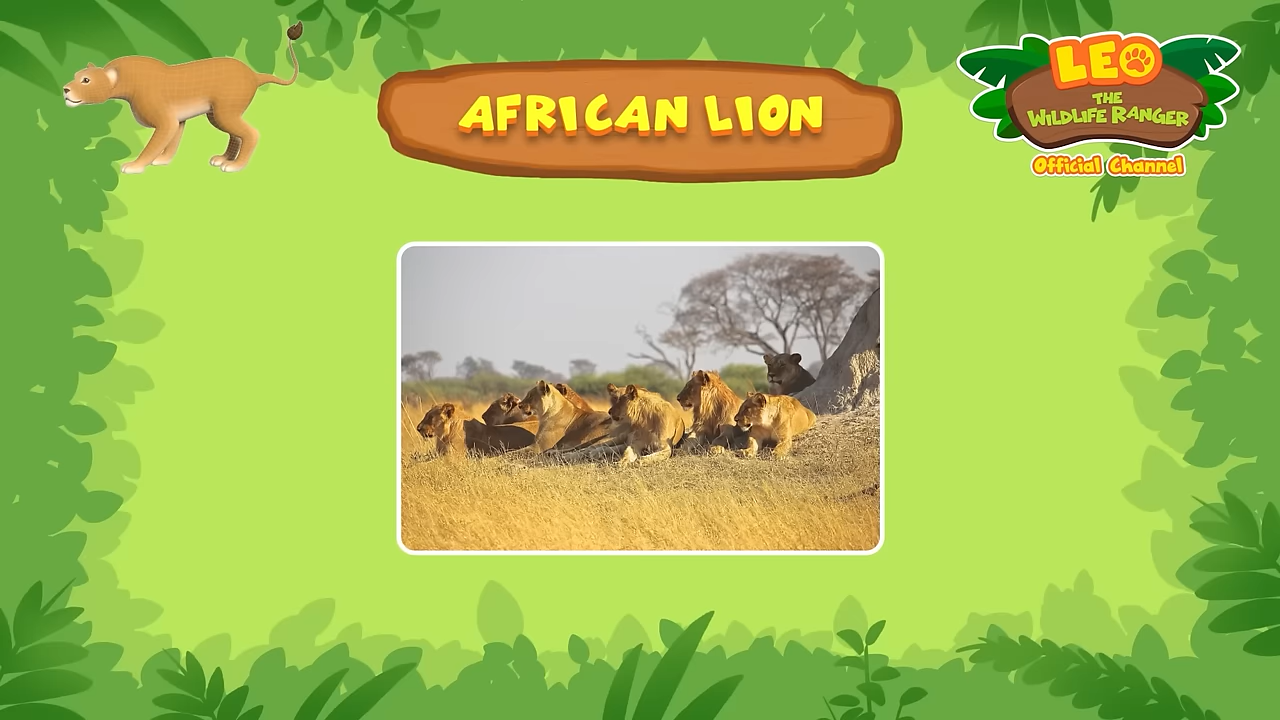 AFRICAN LION
LEO
THE
WILDLIFE RANGER
Official Channel